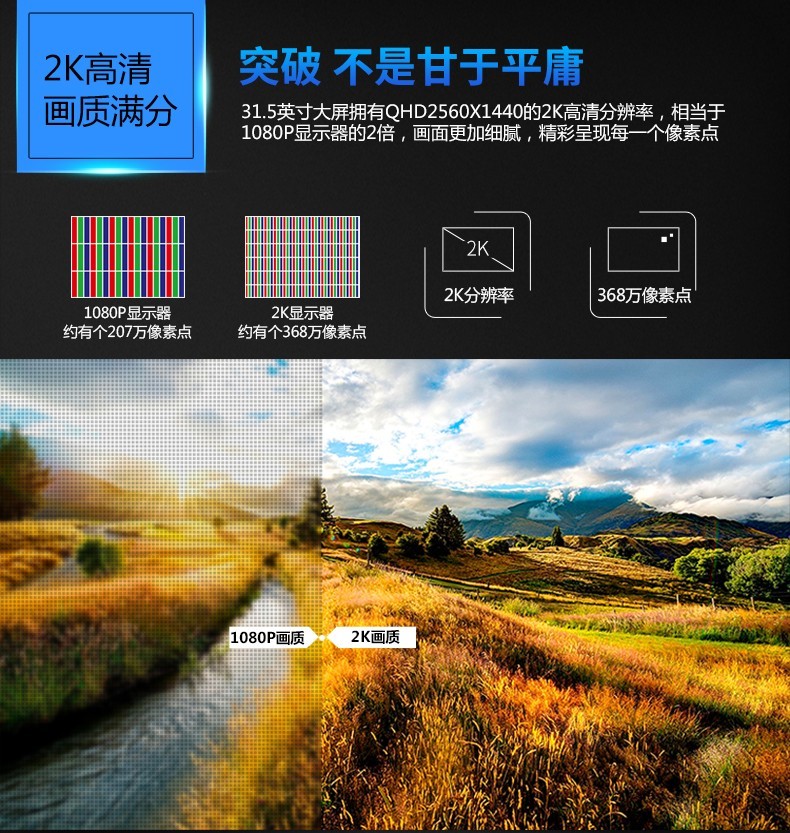 2K高清
画质满分
突破 不是甘于平庸
31.5英寸大屏拥有QHD2560X1440的2K高清分辨率，相当于
1080P显示器的2倍，画面更加细腻，精彩呈现每一个像素点
1080P显示器
约有个207万像素点
2K显示器
约有个368万像素点
2K
2K分辨率
368万像素点
1080P画质
2K画质